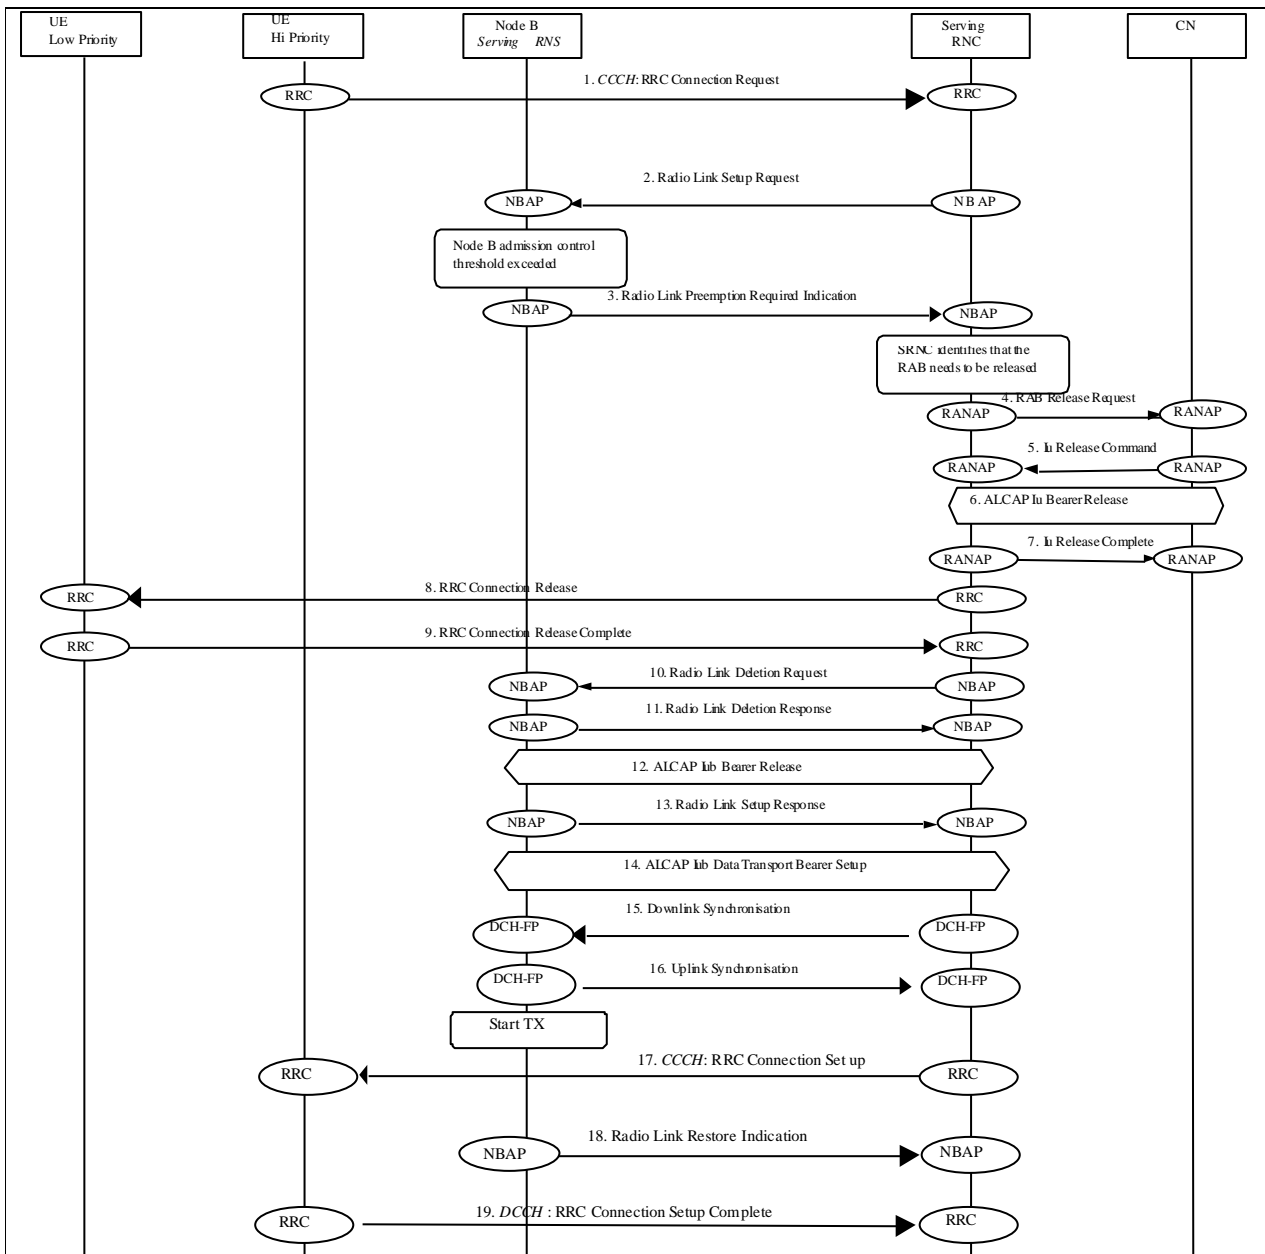 UE
Low Priority
UE
Hi Priority
Node B
Serving RNS
Serving
RNC
CN
1. CCCH: RRC Connection Request
RRC
RRC
2. Radio Link Setup Request
NBAP
NBAP
Node B admission control
threshold exceeded
3. Radio Link Preemption Required Indication
NBAP
NBAP
SRNC identifies that the
RAB needs to be released
4. RAB Release Request
RANAP
RANAP
5. Iu Release Command
RANAP
RANAP
6. ALCAP Iu Bearer Release
7. Iu Release Complete
RANAP
RANAP
8. RRC Connection Release
RRC
RRC
9. RRC Connection Release Complete
RRC
RRC
10. Radio Link Deletion Request
NBAP
NBAP
11. Radio Link Deletion Response
NBAP
NBAP
12. ALCAP Iub Bearer Release
13. Radio Link Setup Response
NBAP
NBAP
14. ALCAP Iub Data Transport Bearer Setup
15. Downlink Synchronisation
DCH-FP
DCH-FP
16. Uplink Synchronisation
DCH-FP
DCH-FP
Start TX
17. CCCH: RRC Connection Set up
RRC
RRC
18. Radio Link Restore Indication
NBAP
NBAP
19. DCCH : RRC Connection Setup Complete
RRC
RRC